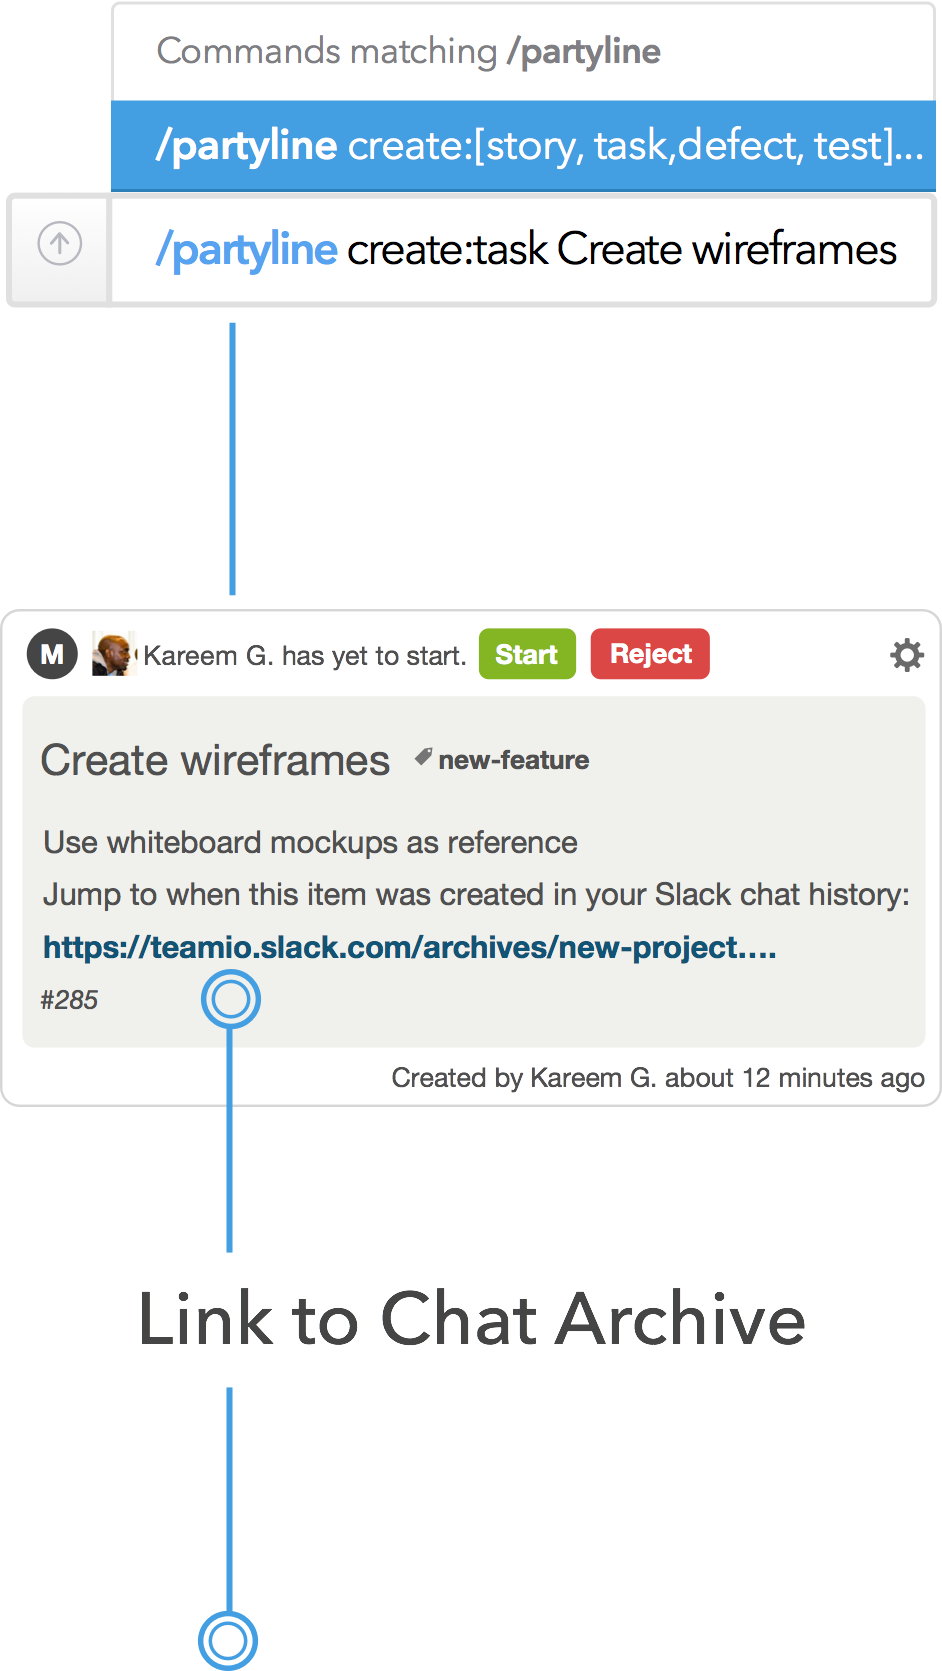 Commands matching /partyline
/partyline create:[story, task,defect, test]...
/partyline create:task Create wireframes
M Kareem G. has yet to start. Start Reject
Create wireframes new-feature
Use whiteboard mockups as reference
Jump to when this item was created in your Slack chat history:
https://teamio.slack.com/archives/new-project....
#285
Created by Kareem G. about 12 minutes ago
Link to Chat Archive